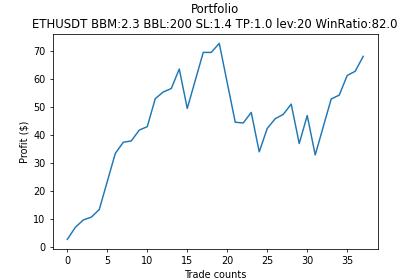 Portfolio
ETHUSDT BBM:2.3 BBL:200 SL:1.4 TP:1.0 lev:20 WinRatio:82.0
70
60
50
40
30
20
10
0
Profit ($)
0 5 10 15 20 25 30 35
Trade counts